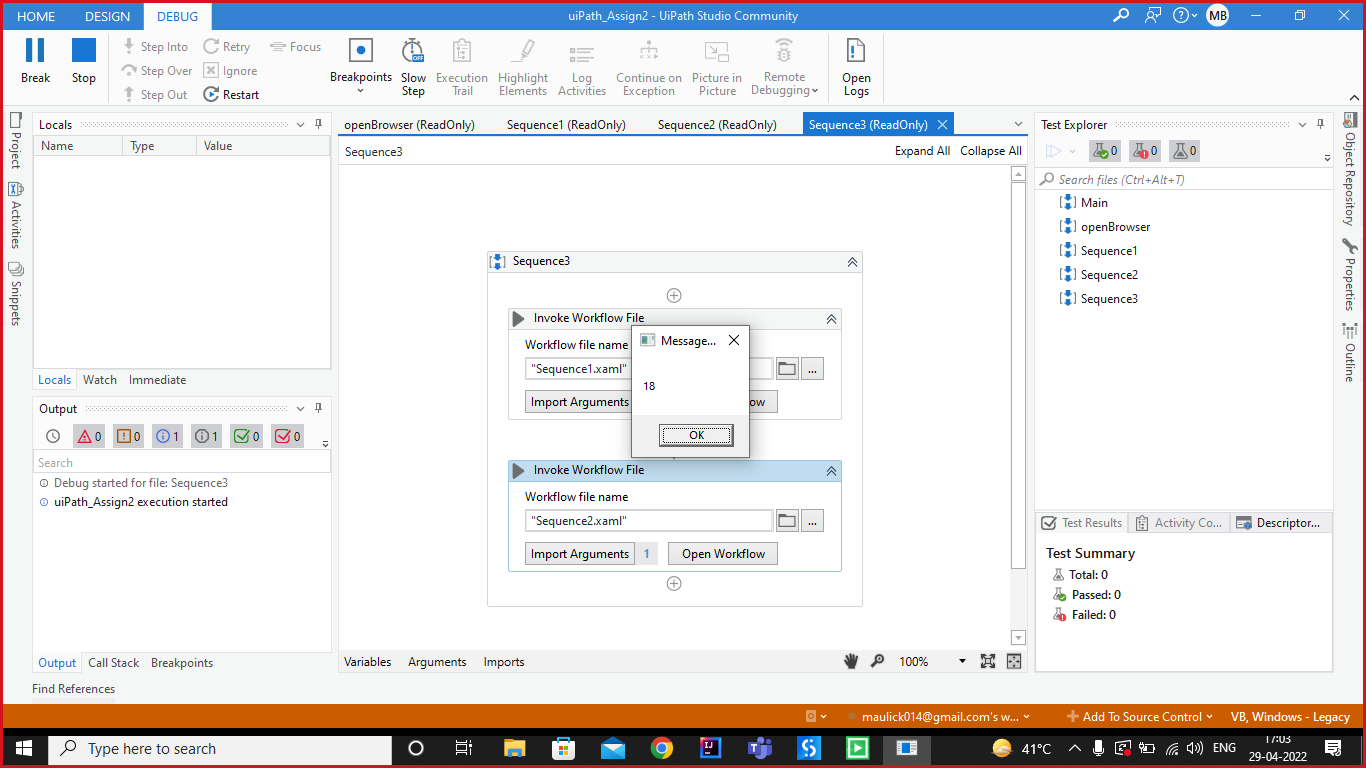 HOME DESIGN DEBUG uiPath_Assign2 - UiPath Studio Community MB
Break Stop Step Into Retry Focus
Step Over Ignore
Step Out Restart
Breakpoints Slow Step Execution Trail Highlight Elements Log Activities Continue on Exception Picture in Picture Remote Debugging Open Logs
Project
Activities
Snippets
Locals
Name Type Value
Locals Watch Immediate
Output
0 0 1 1 0 0
Search
Debug started for file: Sequence3
uiPath_Assign2 execution started
Output Call Stack Breakpoints
Find References
openBrowser (ReadOnly) Sequence1 (ReadOnly) Sequence2 (ReadOnly) Sequence3 (ReadOnly)
Sequence3 Expand All Collapse All
Sequence3
Invoke Workflow File
Workflow file name
"Sequence1.xaml" ...
Import Arguments ow
Message...
18
OK
Invoke Workflow File
Workflow file name
"Sequence2.xaml" ...
Import Arguments 1 Open Workflow
Variables Arguments Imports 100%
Test Explorer
0 0 0
Search files (Ctrl+Alt+T)
Main
openBrowser
Sequence1
Sequence2
Sequence3
Test Results Activity Co... Descriptor...
Test Summary
Total: 0
Passed: 0
Failed: 0
Object Repository
Properties
Outline
maulick014@gmail.com's w... Add To Source Control VB, Windows - Legacy
Type here to search 41°C ENG 17:03
29-04-2022